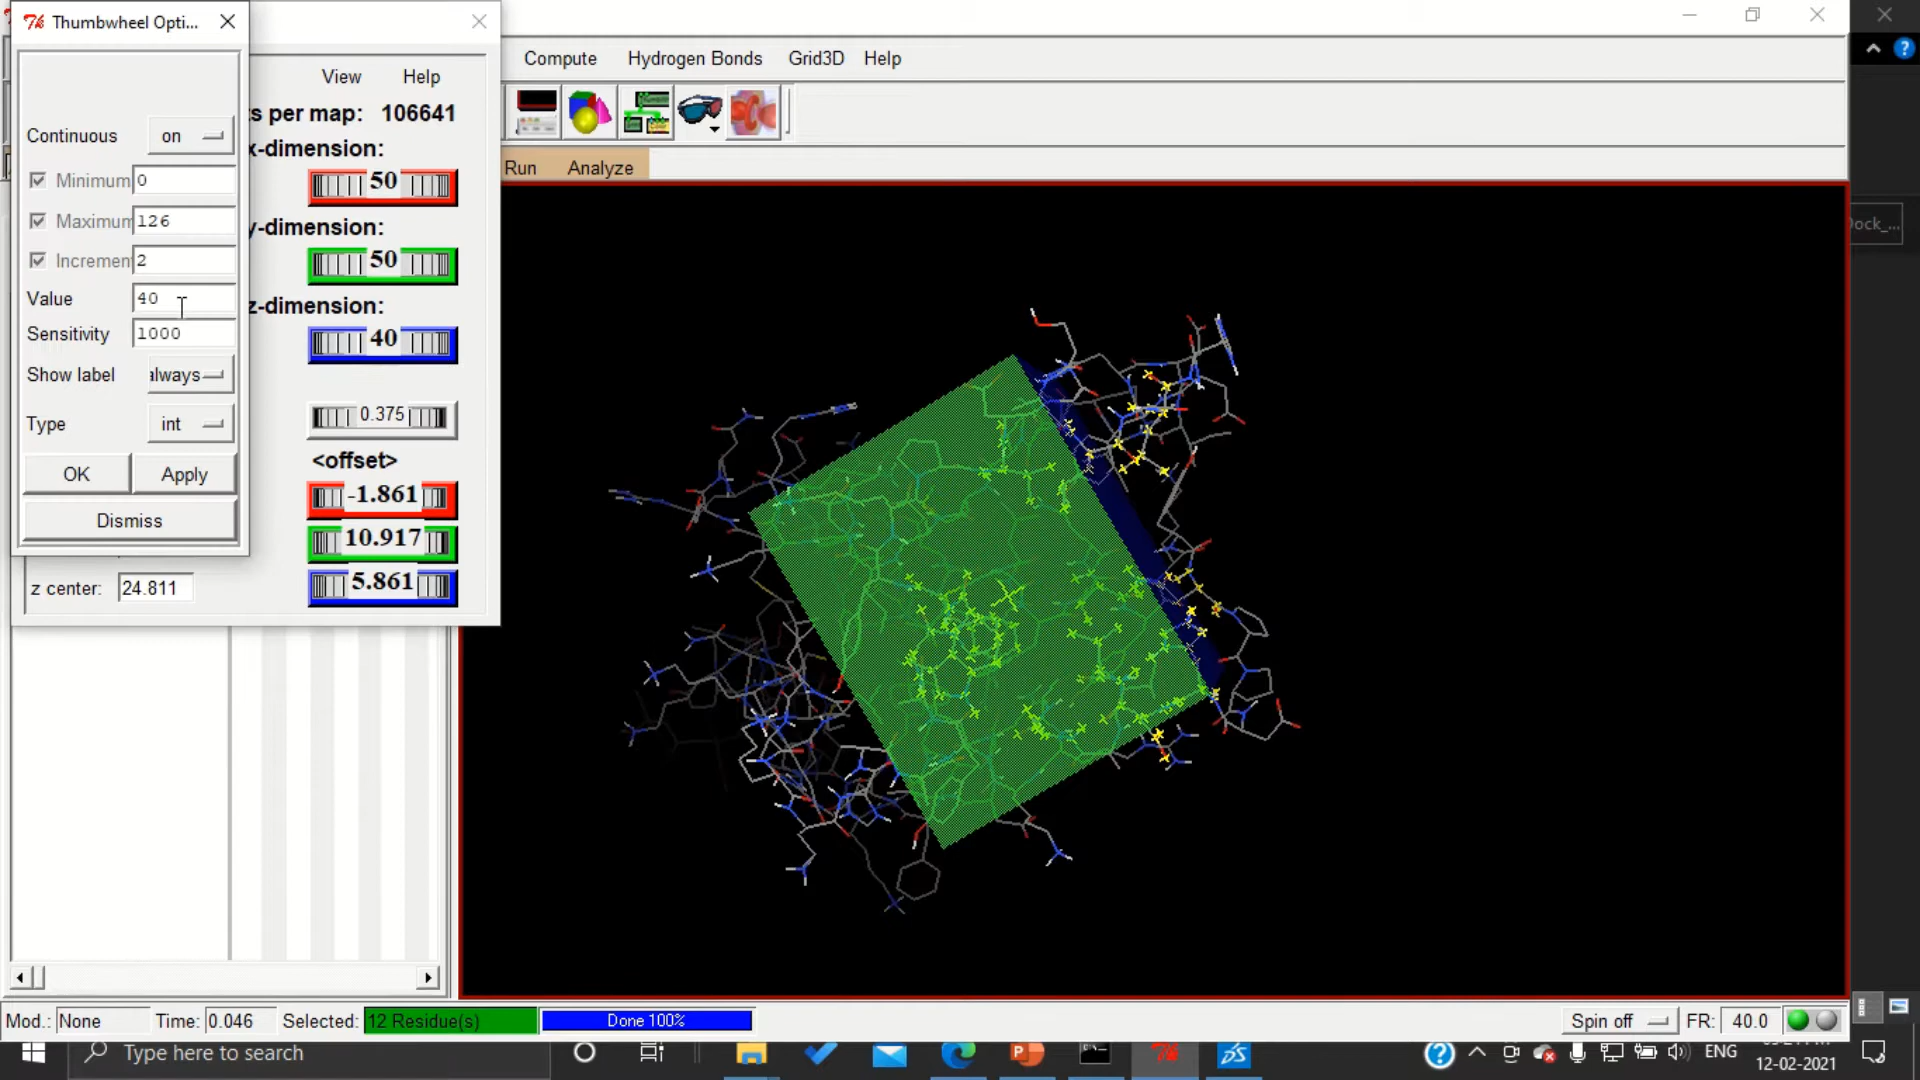 Thumbwheel Opti...
Continuous on
Minimum 0
Maximum 126
Increment 2
Value 40
Sensitivity 1000
Show label always
Type int
OK Apply
Dismiss
View Help
per map: 106641
x-dimension:
50
y-dimension:
50
z-dimension:
40
0.375
<offset>
-1.861
10.917
5.861
z center: 24.811
Compute Hydrogen Bonds Grid3D Help
Run Analyze
Dock_...
Mod.: None Time: 0.046 Selected: 12 Residue(s) Done 100% Spin off FR: 40.0
Type here to search
ENG
12-02-2021